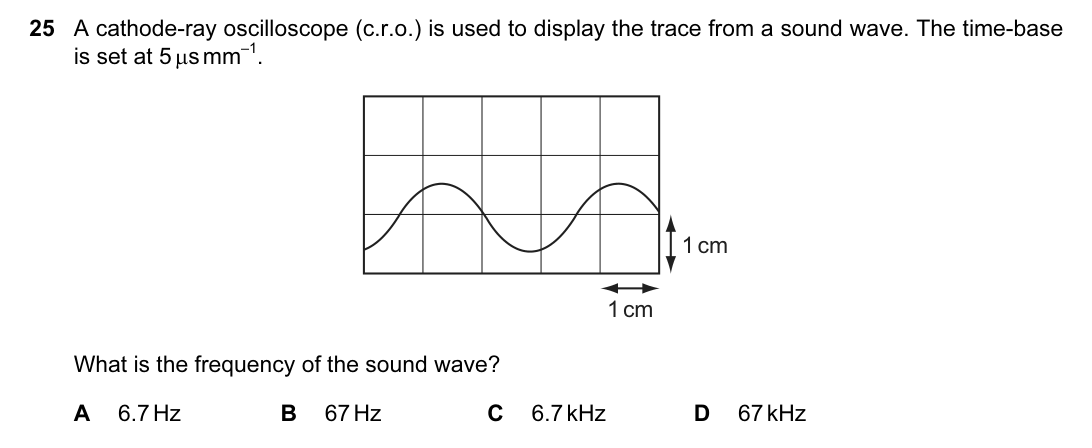 25 A cathode-ray oscilloscope (c.r.o.) is used to display the trace from a sound wave. The time-base
is set at 5 μs mm⁻¹.
1 cm
1 cm
What is the frequency of the sound wave?
A 6.7 Hz B 67 Hz C 6.7 kHz D 67 kHz